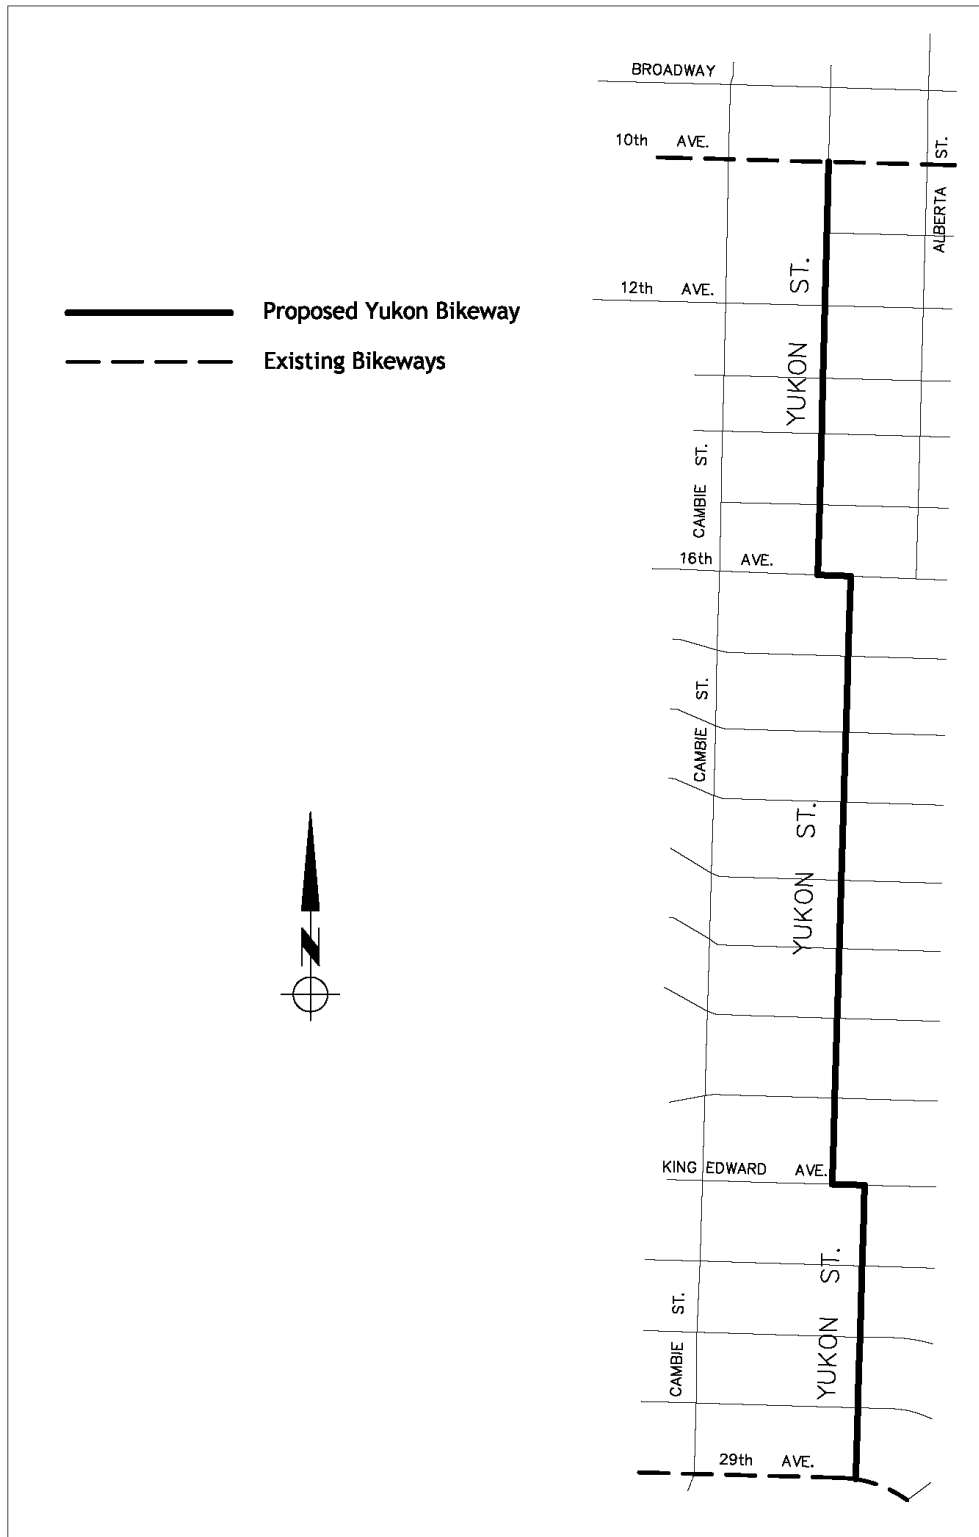 BROADWAY
10th AVE.
ALBERTA ST.
12th AVE.
YUKON ST.
Proposed Yukon Bikeway
Existing Bikeways
CAMBIE ST.
16th AVE.
CAMBIE ST.
YUKON ST.
N
KING EDWARD AVE.
YUKON ST.
CAMBIE ST.
29th AVE.